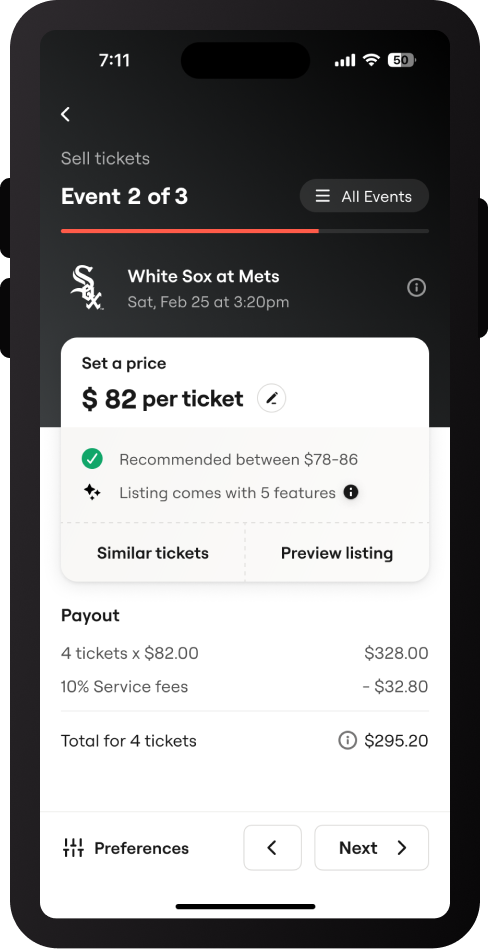 7:11
50
Sell tickets
Event 2 of 3
All Events
Sox
White Sox at Mets
Sat, Feb 25 at 3:20pm
Set a price
$ 82 per ticket
Recommended between $78-86
Listing comes with 5 features
Similar tickets
Preview listing
Payout
4 tickets x $82.00 $328.00
10% Service fees - $32.80
Total for 4 tickets $295.20
Preferences
Next